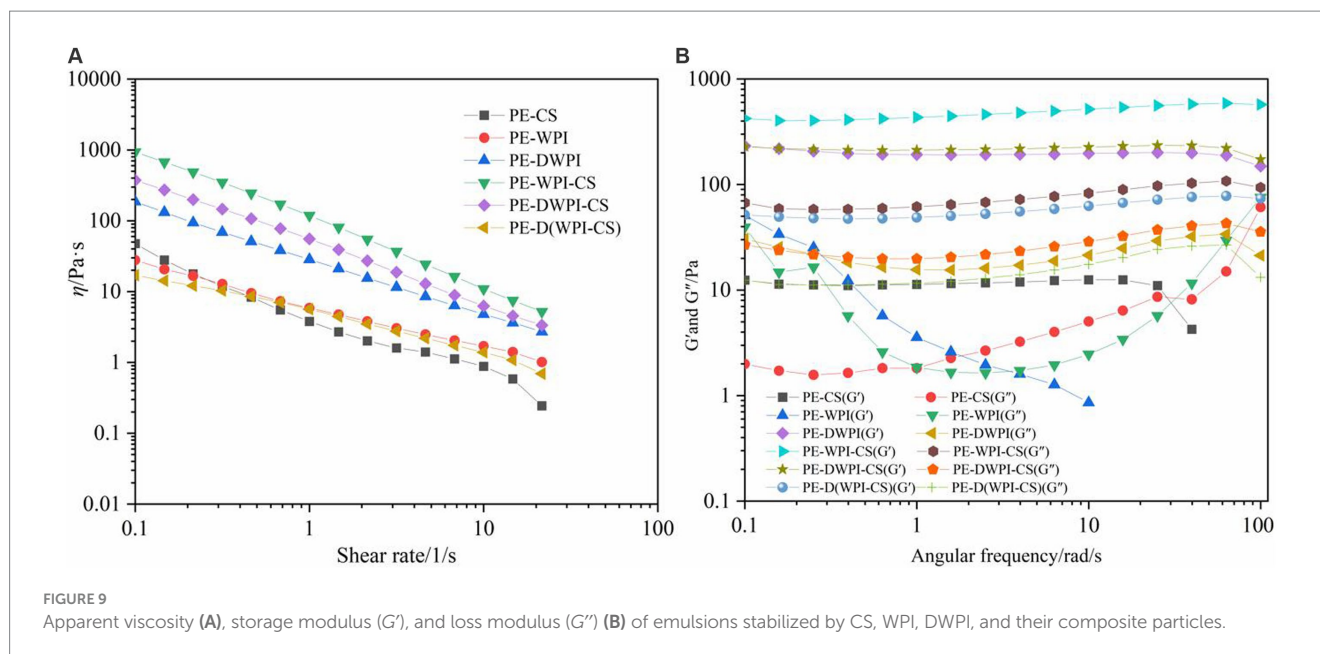 A
10000
1000
100
10
1
0.1
0.01
η/Pa·s
0.1
1
10
100
Shear rate/1/s
PE-CS
PE-WPI
PE-DWPI
PE-WPI-CS
PE-DWPI-CS
PE-D(WPI-CS)
B
1000
100
10
1
0.1
G'and G''/Pa
0.1
1
10
100
Angular frequency/rad/s
PE-CS(G') PE-CS(G'')
PE-WPI(G') PE-WPI(G'')
PE-DWPI(G') PE-DWPI(G'')
PE-WPI-CS(G') PE-WPI-CS(G'')
PE-DWPI-CS(G') PE-DWPI-CS(G'')
PE-D(WPI-CS)(G') PE-D(WPI-CS)(G'')
FIGURE 9
Apparent viscosity (A), storage modulus (G′), and loss modulus (G′′) (B) of emulsions stabilized by CS, WPI, DWPI, and their composite particles.